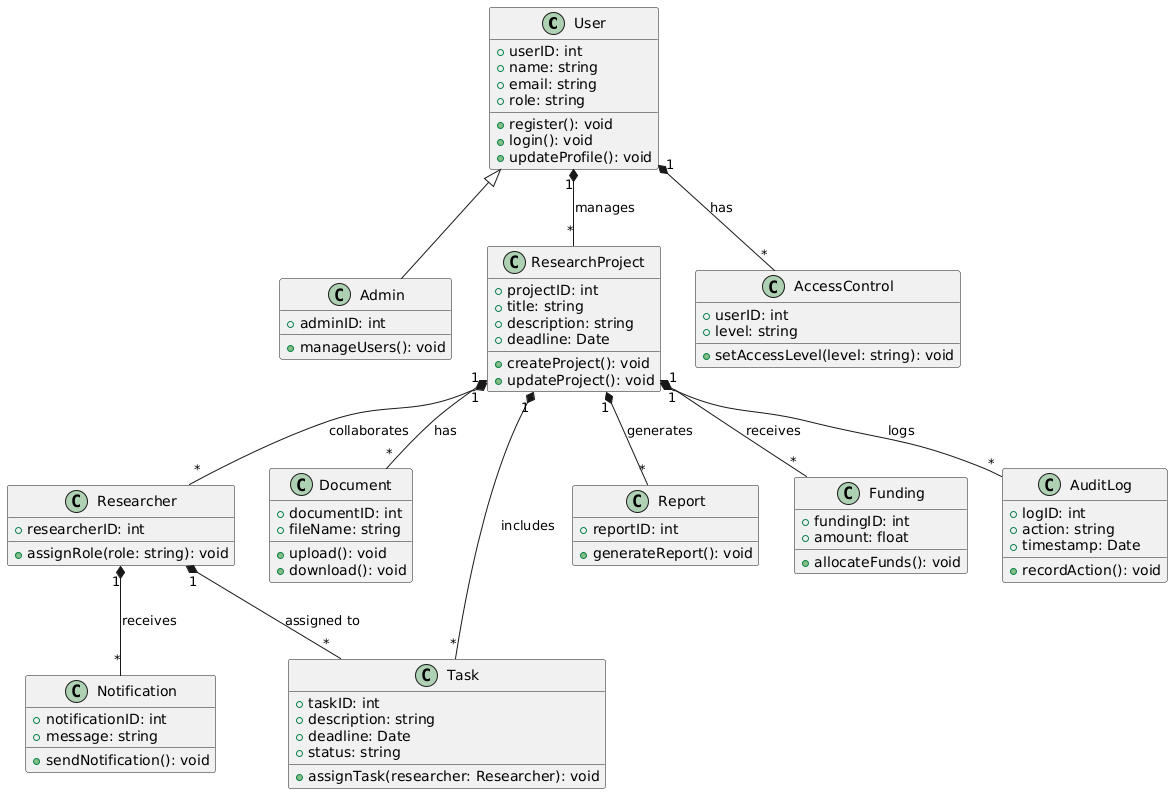 C User
userID: int
name: string
email: string
role: string
register(): void
login(): void
updateProfile(): void
1
1
manages
has
*
*
C Admin
adminID: int
manageUsers(): void
C ResearchProject
projectID: int
title: string
description: string
deadline: Date
createProject(): void
updateProject(): void
C AccessControl
userID: int
level: string
setAccessLevel(level: string): void
1
1
1
1
1
1
collaborates
has
includes
generates
receives
logs
*
*
*
*
*
*
C Researcher
researcherID: int
assignRole(role: string): void
C Document
documentID: int
fileName: string
upload(): void
download(): void
C Report
reportID: int
generateReport(): void
C Funding
fundingID: int
amount: float
allocateFunds(): void
C AuditLog
logID: int
action: string
timestamp: Date
recordAction(): void
1
1
receives
assigned to
*
*
C Notification
notificationID: int
message: string
sendNotification(): void
C Task
taskID: int
description: string
deadline: Date
status: string
assignTask(researcher: Researcher): void